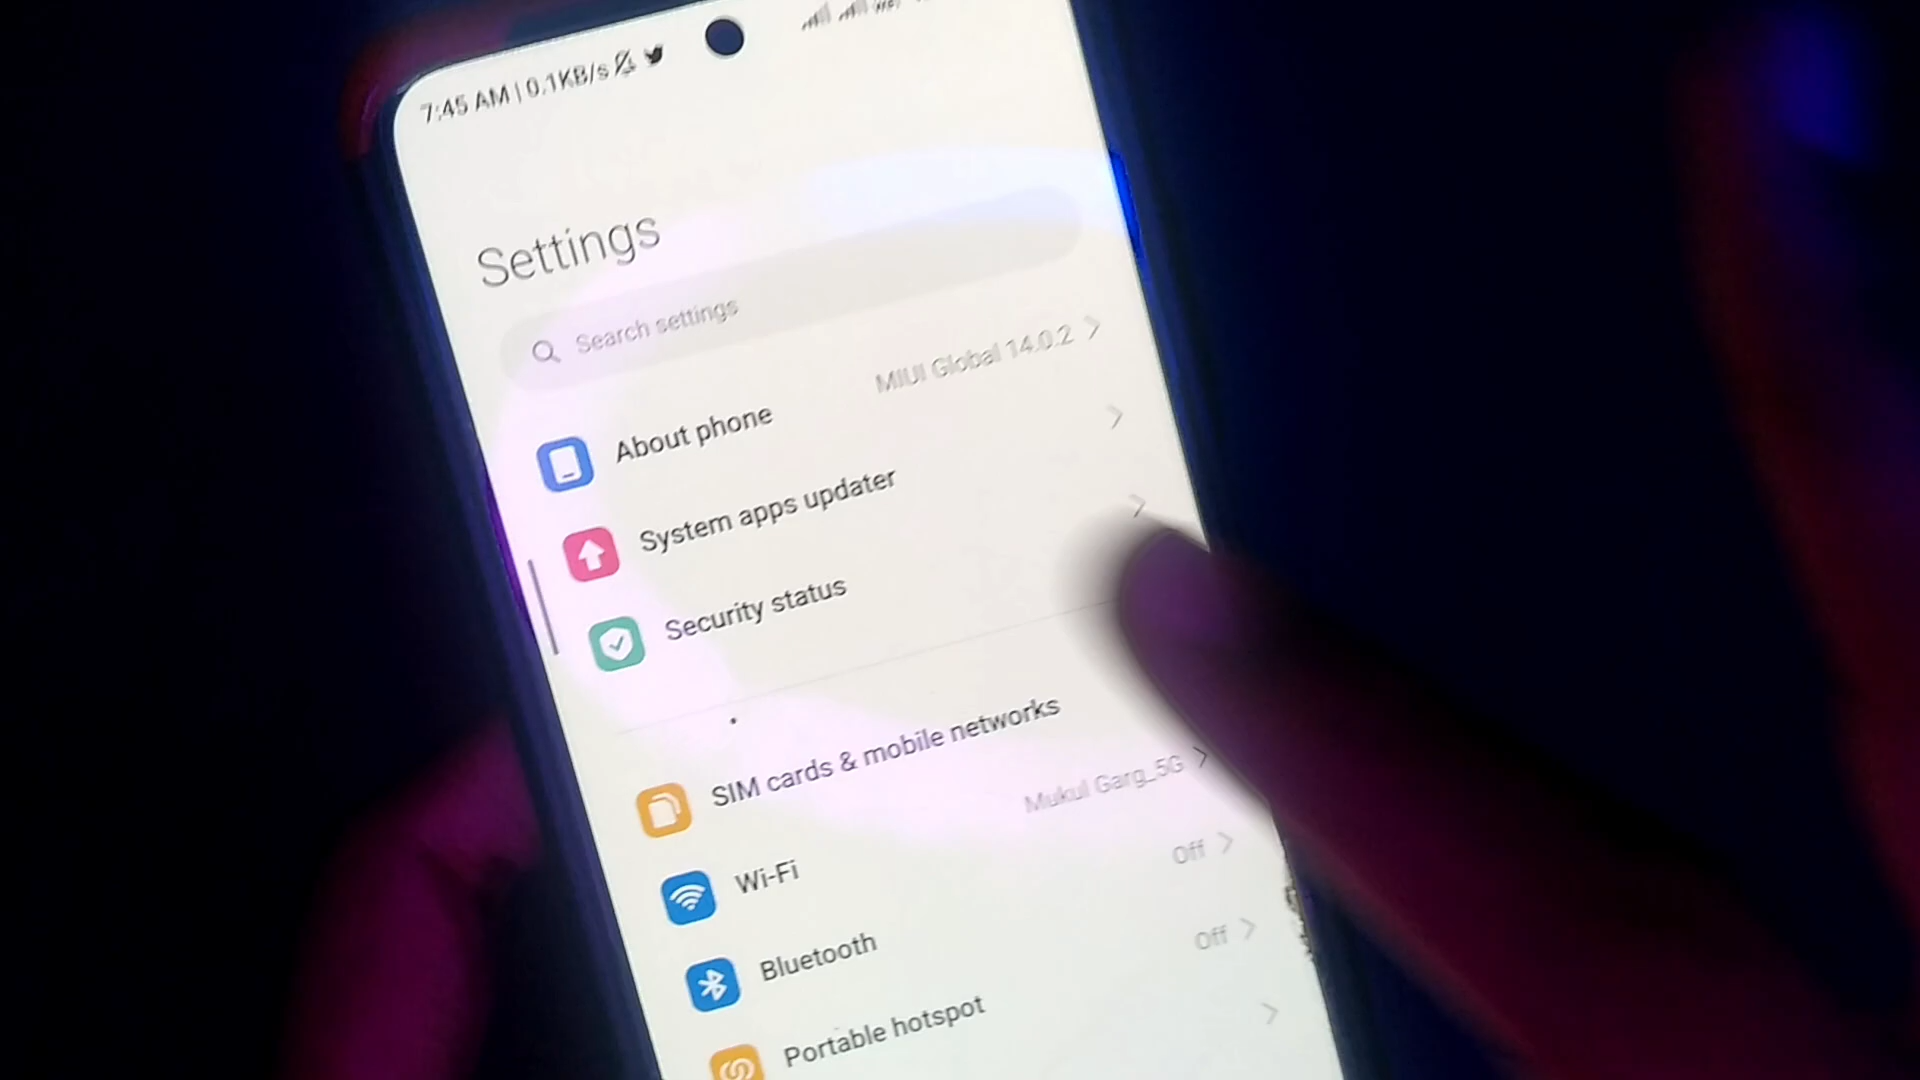 7:45 AM | 0.1KB/s
Settings
Search settings
About phone
MIUI Global 14.0.2
System apps updater
Security status
SIM cards & mobile networks
Wi-Fi
Mukul Garg_5G
Bluetooth
Off
Portable hotspot
Off